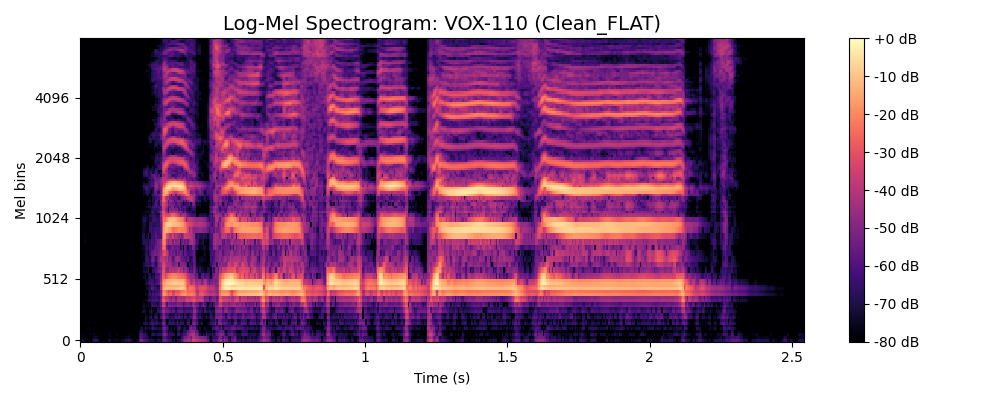 Log-Mel Spectrogram: VOX-110 (Clean_FLAT)
Mel bins
4096
2048
1024
512
0
0
0.5
1
1.5
2
2.5
Time (s)
+0 dB
-10 dB
-20 dB
-30 dB
-40 dB
-50 dB
-60 dB
-70 dB
-80 dB